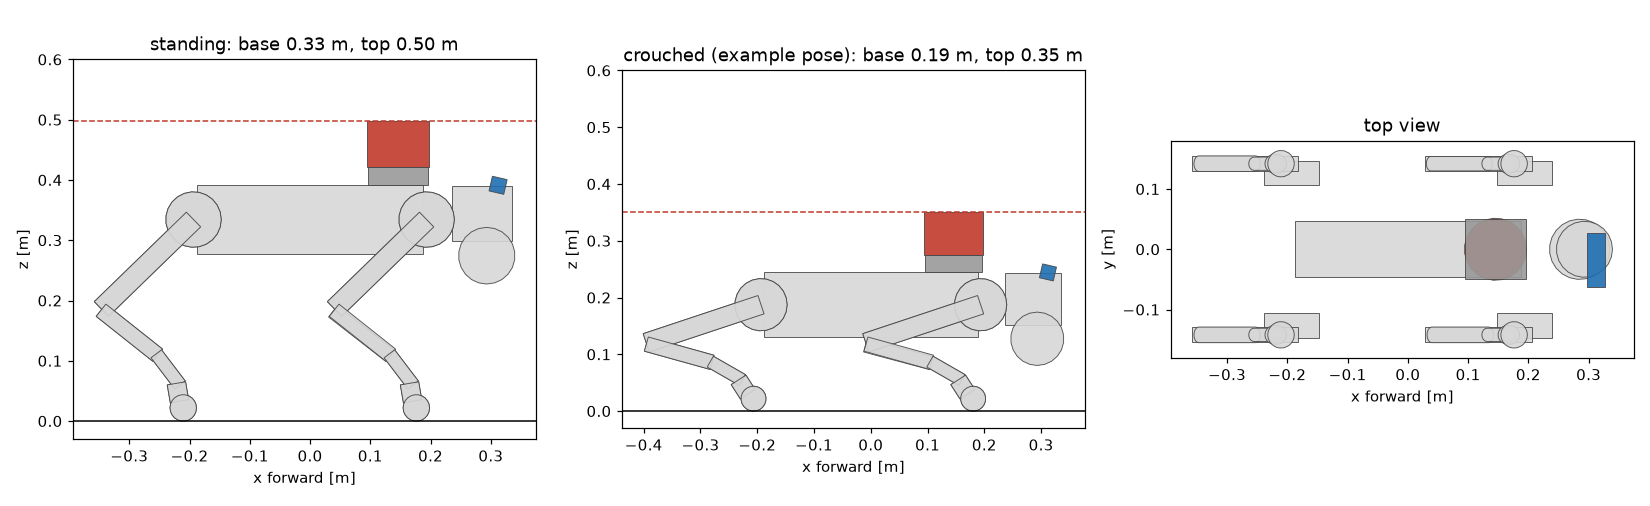 standing: base 0.33 m, top 0.50 m
0.6
0.5
0.4
0.3
0.2
0.1
0.0
z [m]
−0.3 −0.2 −0.1 0.0 0.1 0.2 0.3
x forward [m]
crouched (example pose): base 0.19 m, top 0.35 m
0.6
0.5
0.4
0.3
0.2
0.1
0.0
z [m]
−0.4 −0.3 −0.2 −0.1 0.0 0.1 0.2 0.3
x forward [m]
top view
0.1
0.0
−0.1
y [m]
−0.3 −0.2 −0.1 0.0 0.1 0.2 0.3
x forward [m]